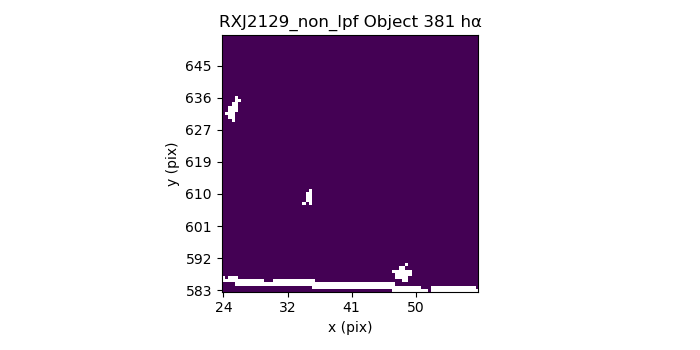 RXJ2129_non_lpf Object 381 hα
645
636
627
619
610
601
592
583
y (pix)
24 32 41 50
x (pix)